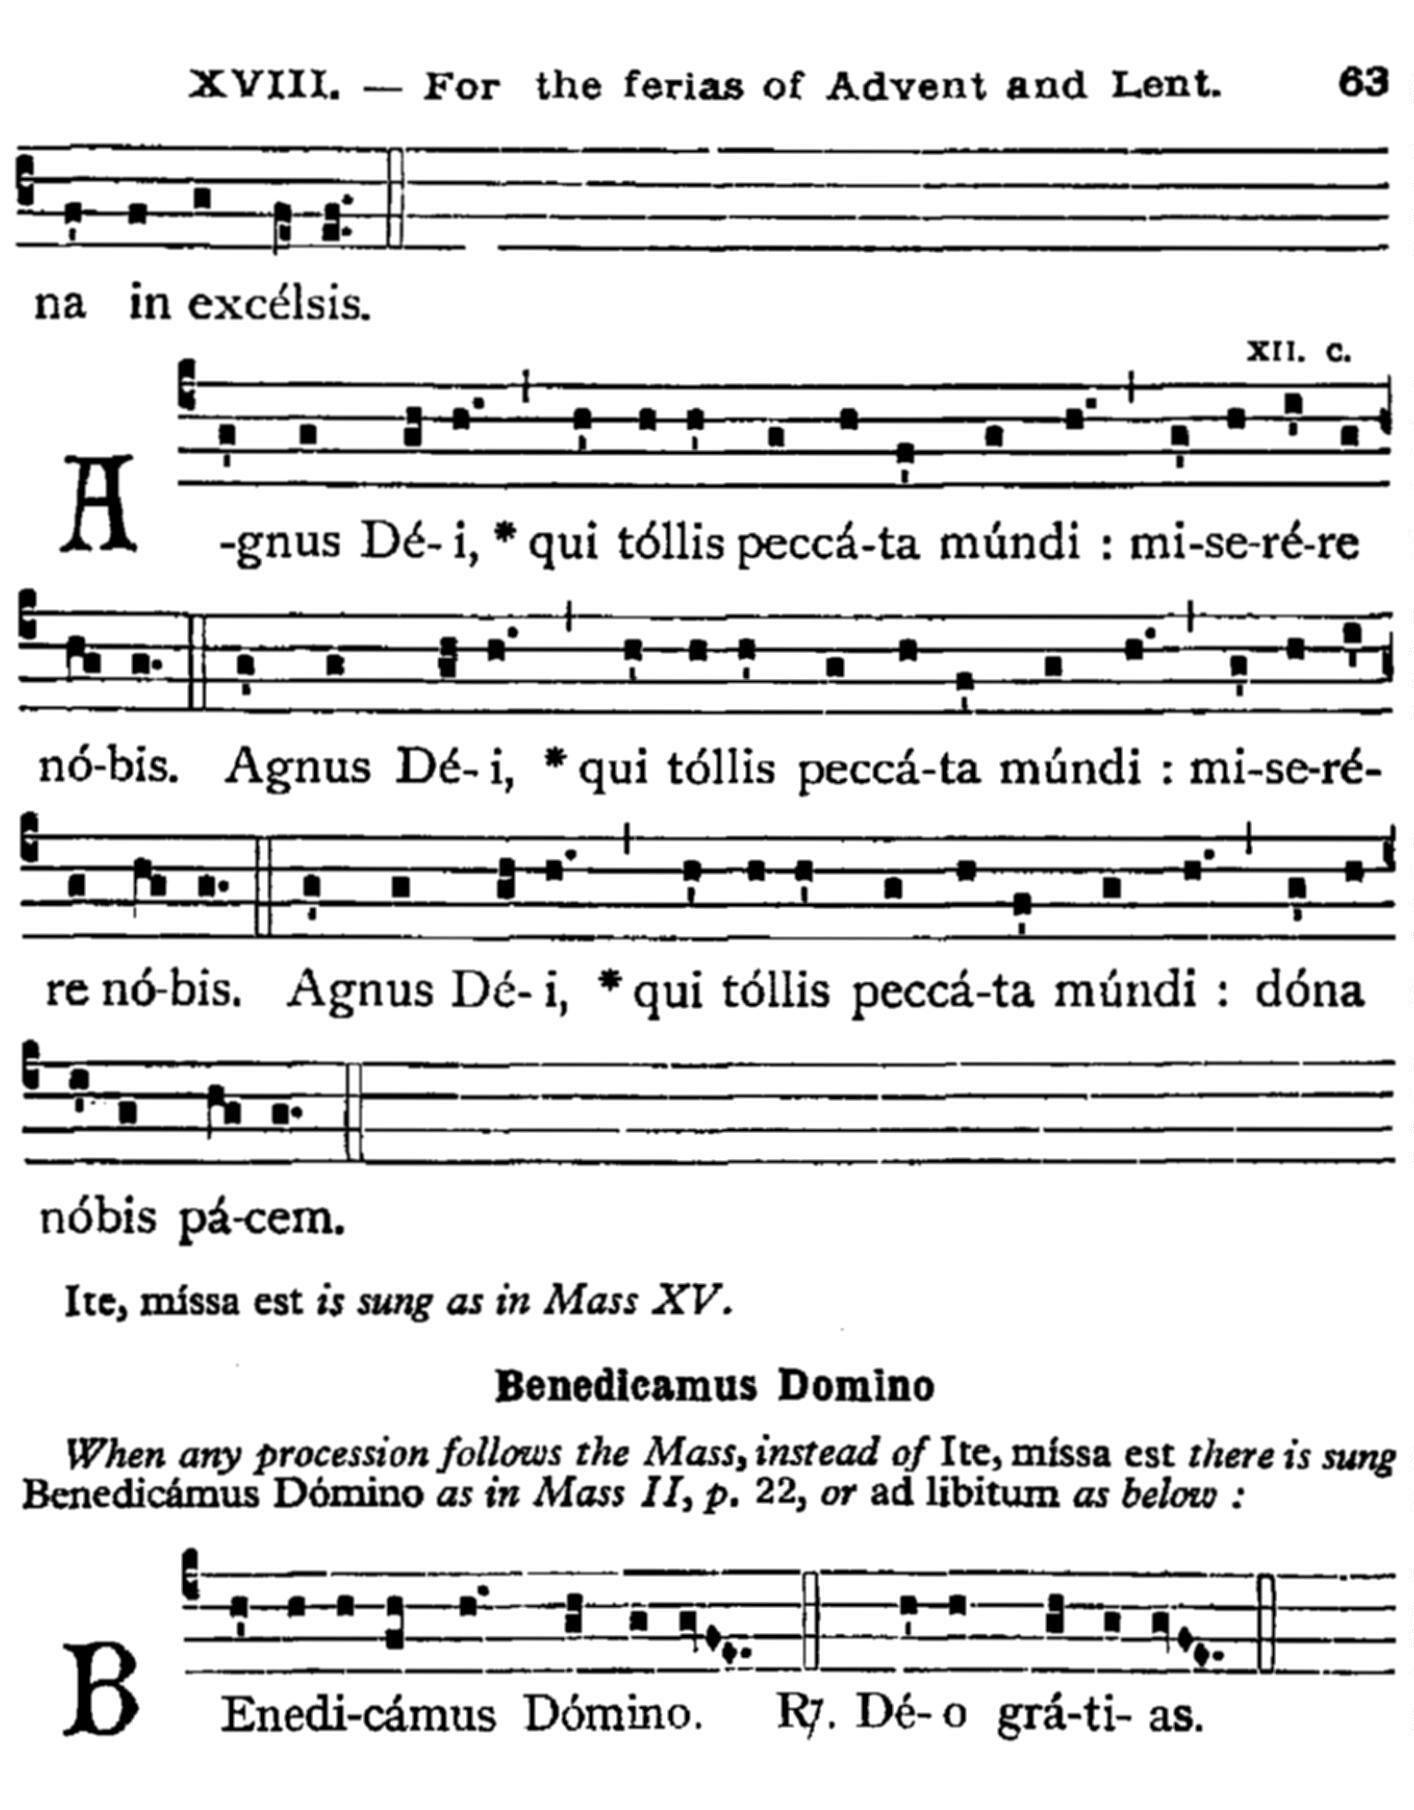 XVIII. — For the ferias of Advent and Lent. 63
na in excélsis.
XII. C.
A-gnus Dé- i, * qui tóllis peccá-ta múndi : mi-se-ré-re
nó-bis. Agnus Dé- i, * qui tóllis peccá-ta múndi : mi-se-ré-
re nó-bis. Agnus Dé- i, * qui tóllis peccá-ta múndi : dóna
nóbis pá-cem.
Ite, míssa est is sung as in Mass XV.
Benedicamus Domino
When any procession follows the Mass, instead of Ite, míssa est there is sung
Benedicámus Dómino as in Mass II, p. 22, or ad libitum as below :
BEnedi-cámus Dómino. ℟. Dé- o grá-ti- as.